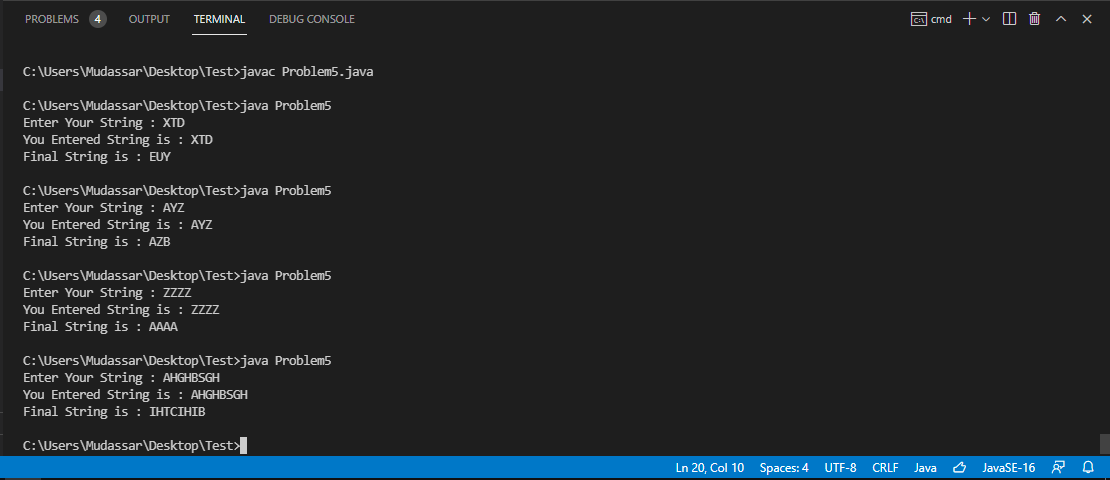 PROBLEMS 4 OUTPUT TERMINAL DEBUG CONSOLE cmd
C:\Users\Mudassar\Desktop\Test>javac Problem5.java
C:\Users\Mudassar\Desktop\Test>java Problem5
Enter Your String : XTD
You Entered String is : XTD
Final String is : EUY
C:\Users\Mudassar\Desktop\Test>java Problem5
Enter Your String : AYZ
You Entered String is : AYZ
Final String is : AZB
C:\Users\Mudassar\Desktop\Test>java Problem5
Enter Your String : ZZZZ
You Entered String is : ZZZZ
Final String is : AAAA
C:\Users\Mudassar\Desktop\Test>java Problem5
Enter Your String : AHGHBSGH
You Entered String is : AHGHBSGH
Final String is : IHTCIHIB
C:\Users\Mudassar\Desktop\Test>
Ln 20, Col 10 Spaces: 4 UTF-8 CRLF Java JavaSE-16